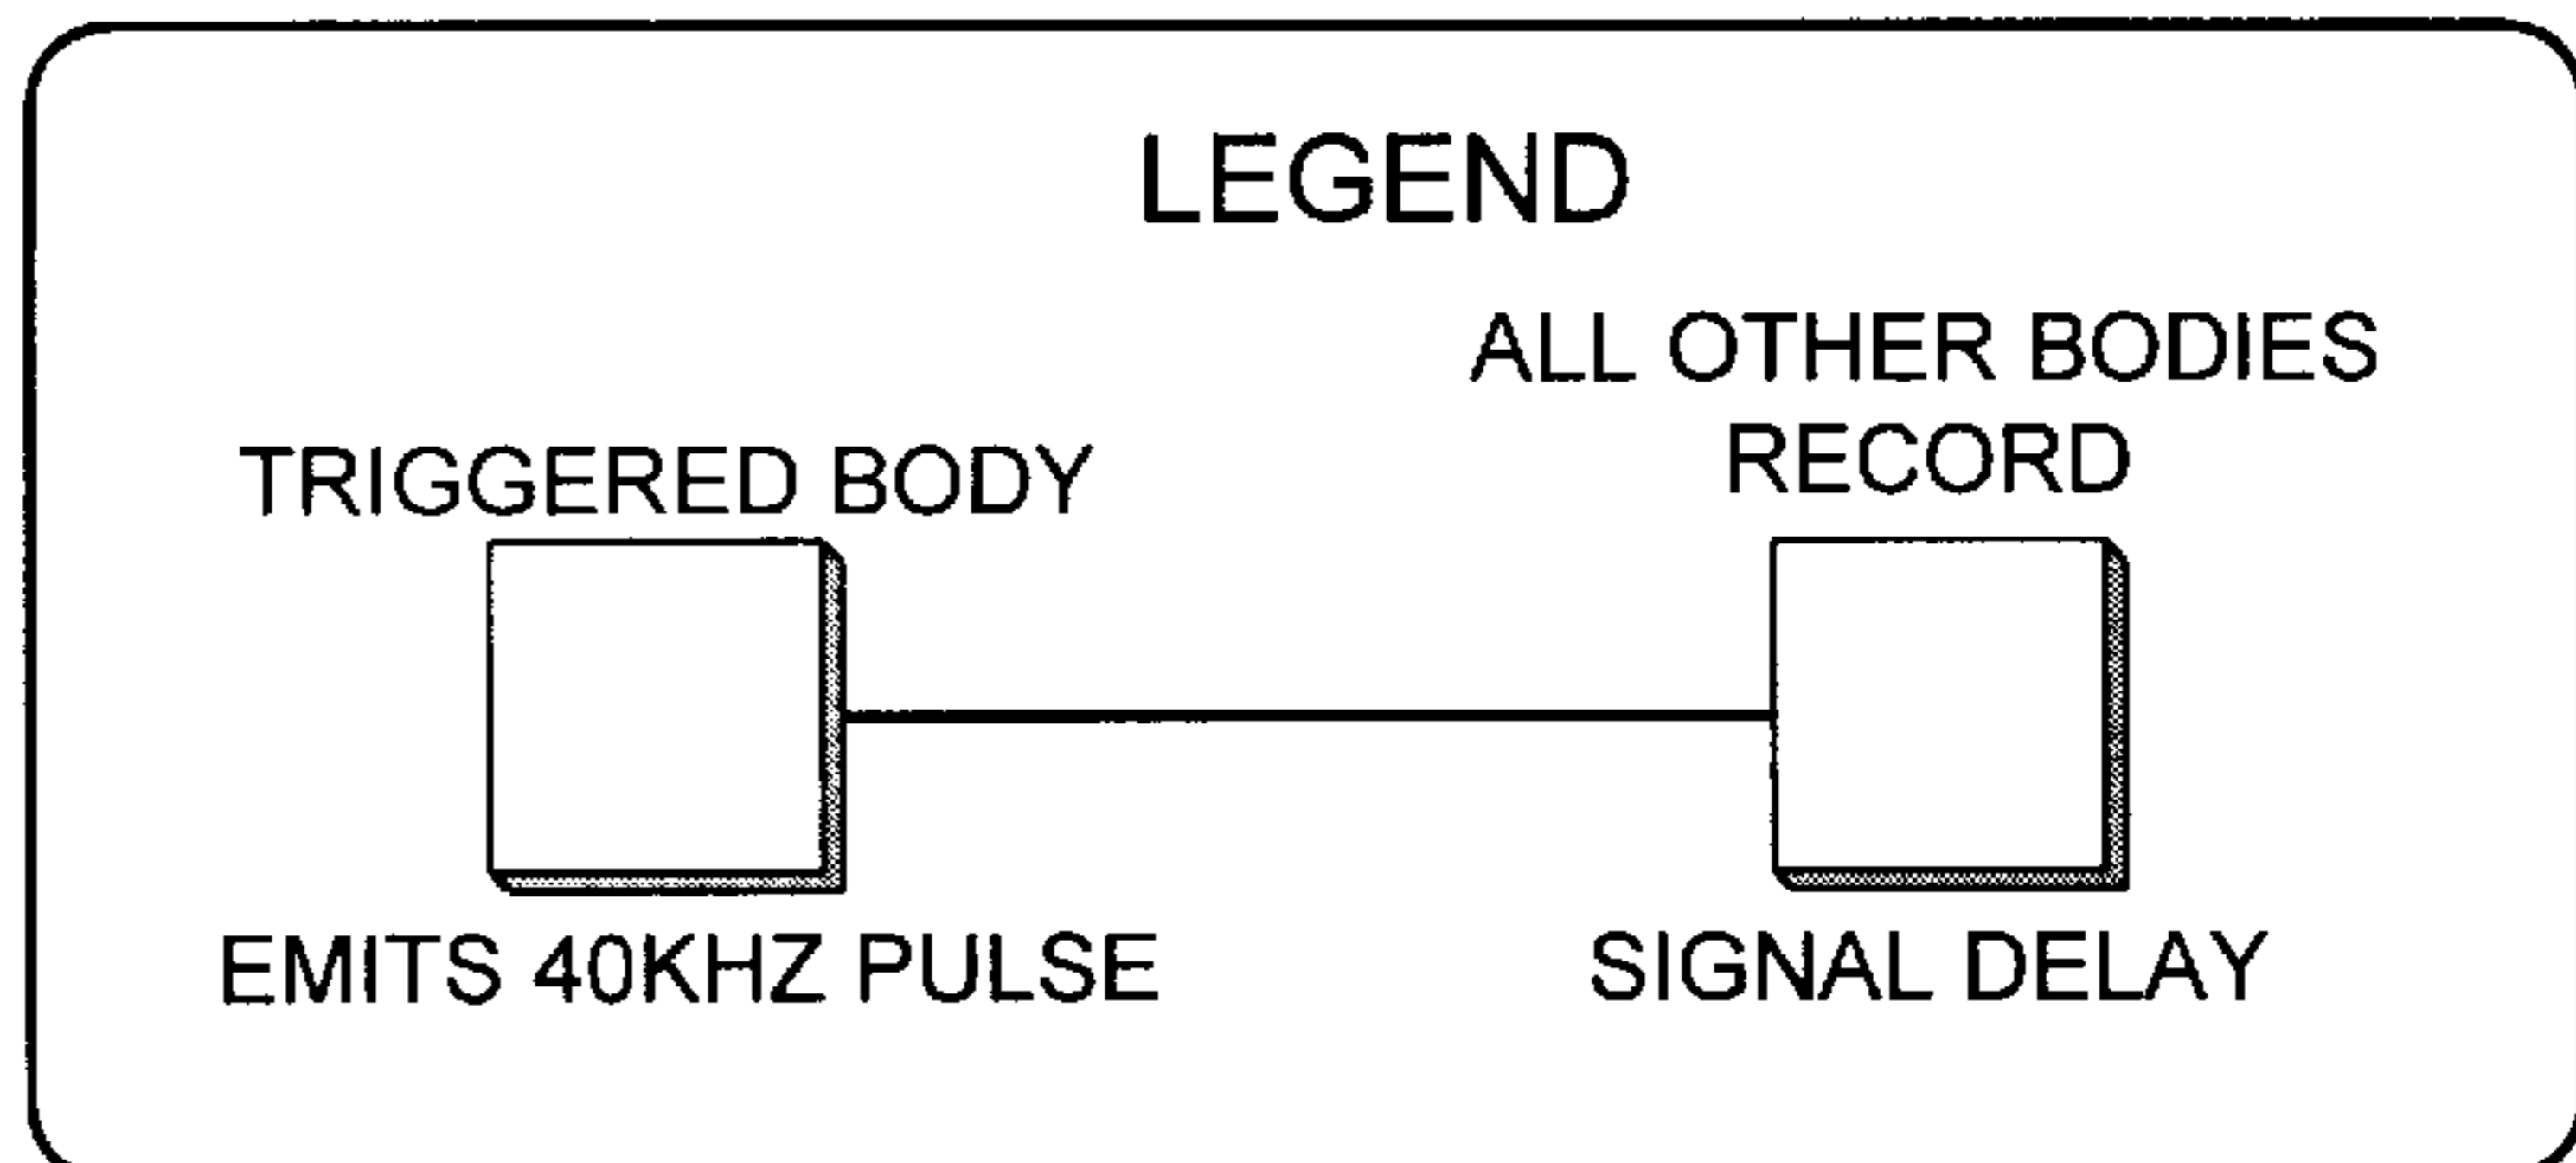 LEGEND
TRIGGERED BODY
EMITS 40KHZ PULSE
ALL OTHER BODIES
RECORD
SIGNAL DELAY